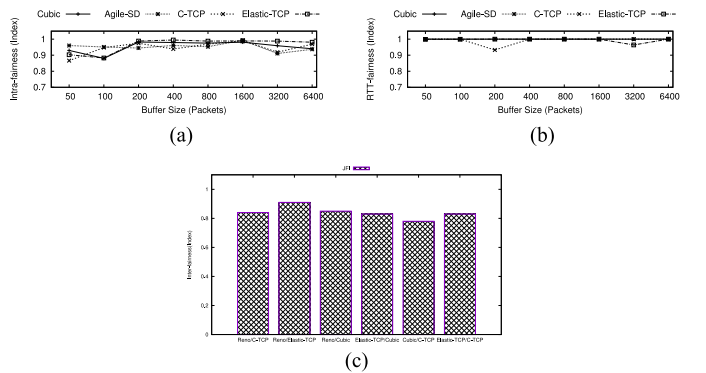 Cubic Agile-SD C-TCP Elastic-TCP
Intra-fairness (Index)
1
0.9
0.8
0.7
50 100 200 400 800 1600 3200 6400
Buffer Size (Packets)
(a)
Cubic Agile-SD C-TCP Elastic-TCP
RTT-fairness (Index)
1
0.9
0.8
0.7
50 100 200 400 800 1600 3200 6400
Buffer Size (Packets)
(b)
JFI
Inter-fairness(Index)
1
0.8
0.6
0.4
0.2
0
Reno/C-TCP Reno/Elastic-TCP Reno/Cubic Elastic-TCP/Cubic Cubic/C-TCP Elastic-TCP/C-TCP
(c)